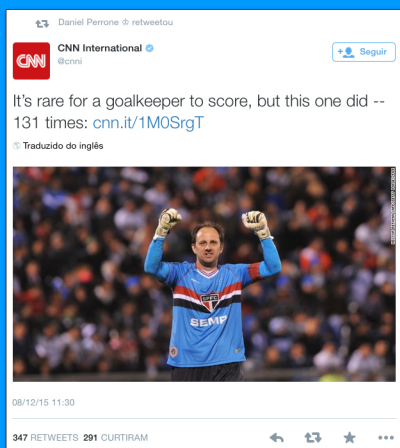 Daniel Perrone ♔ retweetou
CNN International
@cnni
Seguir
CNN
It's rare for a goalkeeper to score, but this one did --
131 times: cnn.it/1M0SrgT
Traduzido do inglês
SPFC
SEMP
08/12/15 11:30
347 RETWEETS 291 CURTIRAM